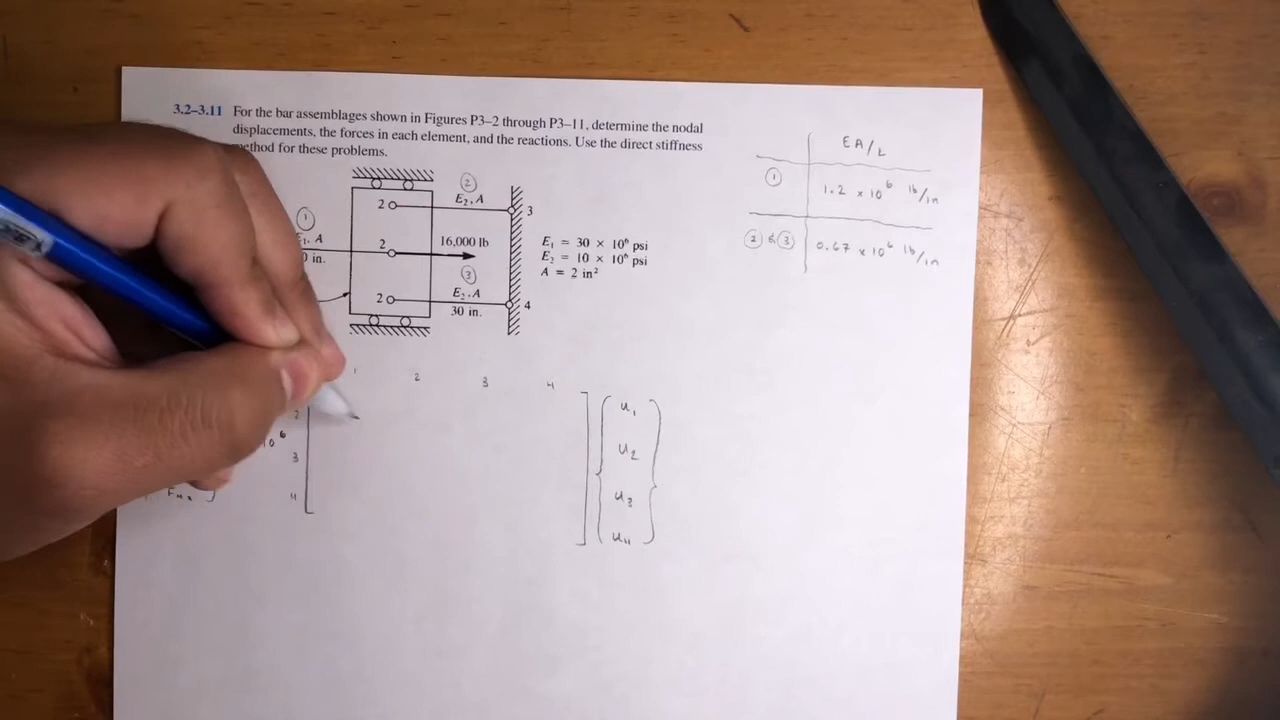 3.2–3.11 For the bar assemblages shown in Figures P3–2 through P3–11, determine the nodal
displacements, the forces in each element, and the reactions. Use the direct stiffness
for these problems.
② 
E₂, A
2
3
①
A
2
16,000 lb
in.
③
E₂, A
2
30 in.
4
E₁ = 30 × 10⁶ psi
E₂ = 10 × 10⁶ psi
A = 2 in²
EA/L
① 1.2 × 10⁶ lb/in
② & ③ 0.67 × 10⁶ lb/in
1 2 3 4
2
3
4
u₁
u₂
u₃
u₄